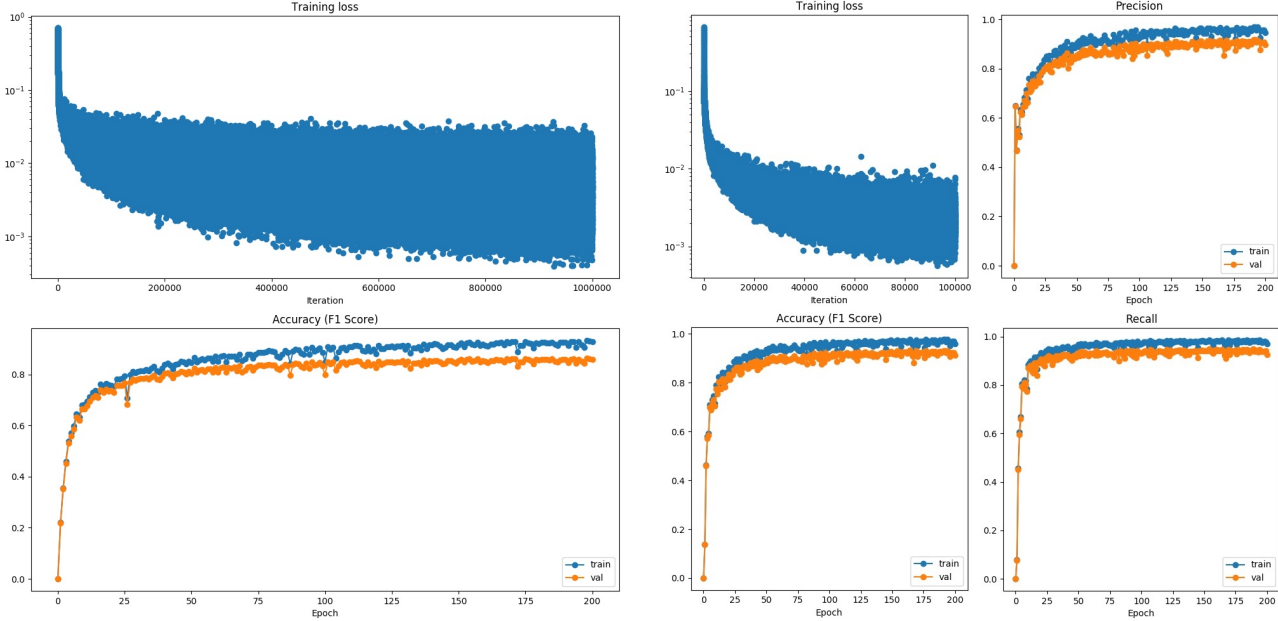 Training loss
10⁰
10⁻¹
10⁻²
10⁻³
0 200000 400000 600000 800000 1000000
Iteration
Accuracy (F1 Score)
0.8
0.6
0.4
0.2
0.0
0 25 50 75 100 125 150 175 200
Epoch
train
val
Training loss
10⁻¹
10⁻²
10⁻³
0 20000 40000 60000 80000 100000
Iteration
Precision
1.0
0.8
0.6
0.4
0.2
0.0
0 25 50 75 100 125 150 175 200
Epoch
train
val
Accuracy (F1 Score)
1.0
0.8
0.6
0.4
0.2
0.0
0 25 50 75 100 125 150 175 200
Epoch
train
val
Recall
1.0
0.8
0.6
0.4
0.2
0.0
0 25 50 75 100 125 150 175 200
Epoch
train
val